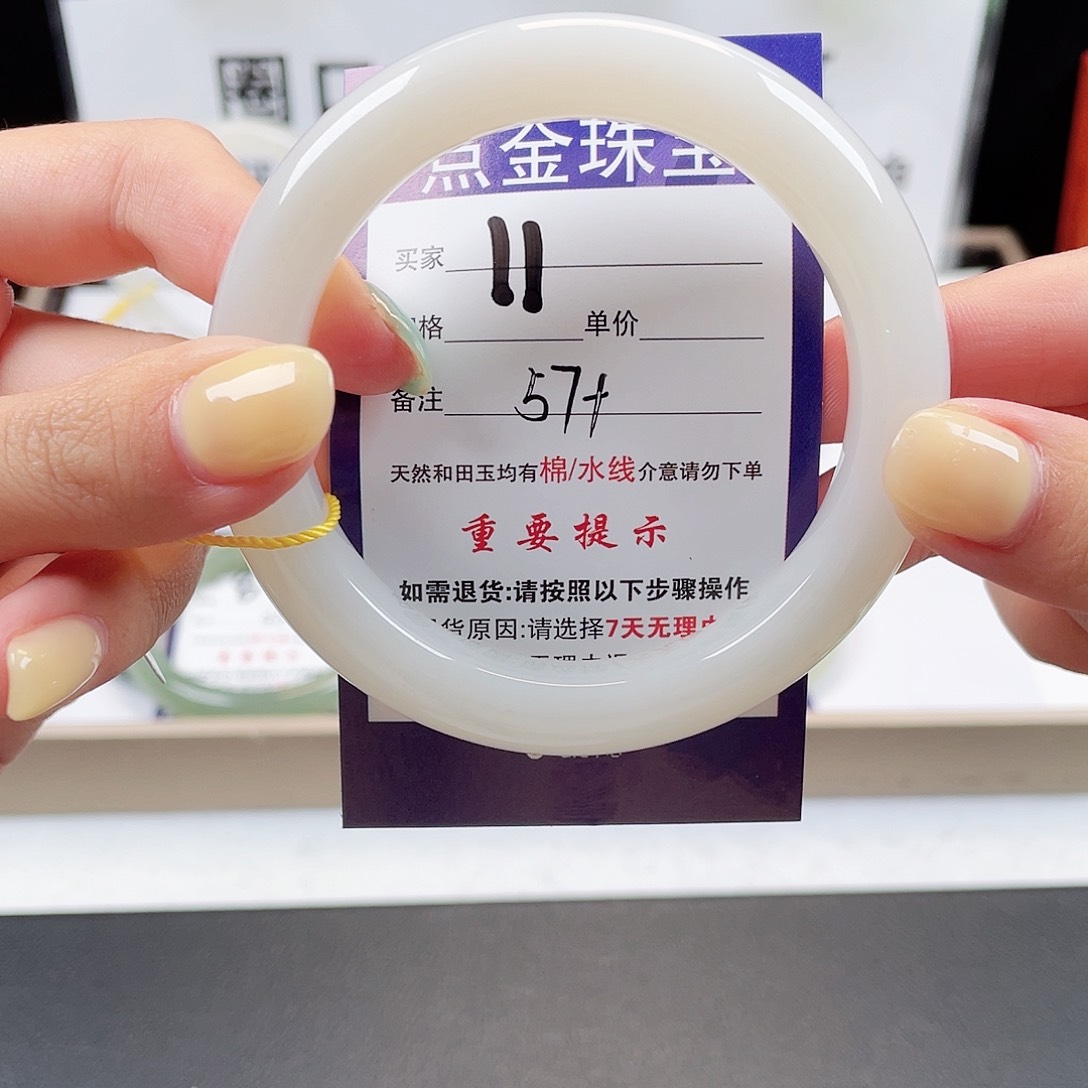 圈
点金珠宝
买家 11
格 单价
备注 57+
天然和田玉均有棉/水线介意请勿下单
重要提示
如需退货:请按照以下步骤操作
货原因:请选择7天无理由